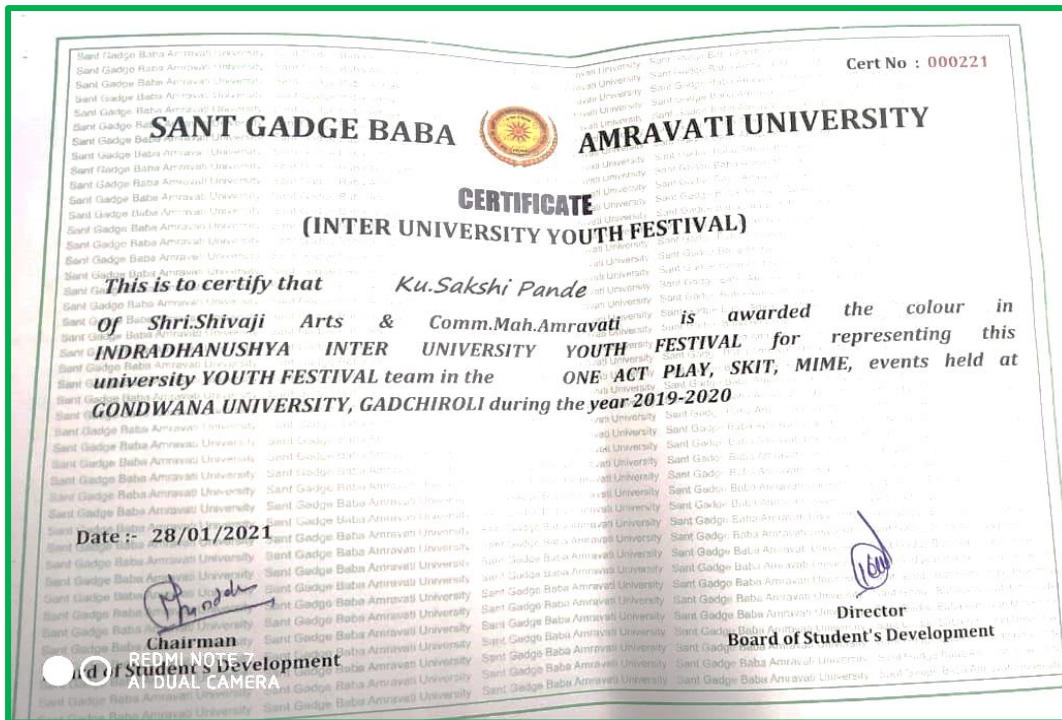 Cert No : 000221
SANT GADGE BABA AMRAVATI UNIVERSITY
CERTIFICATE
(INTER UNIVERSITY YOUTH FESTIVAL)
This is to certify that Ku.Sakshi Pande
Of Shri.Shivaji Arts & Comm.Mah.Amravati is awarded the colour in
INDRADHANUSHYA INTER UNIVERSITY YOUTH FESTIVAL for representing this
university YOUTH FESTIVAL team in the ONE ACT PLAY, SKIT, MIME, events held at
GONDWANA UNIVERSITY, GADCHIROLI during the year 2019-2020
Date :- 28/01/2021
Chairman
of Student's Development
Director
Board of Student's Development
REDMI NOTE 7
AI DUAL CAMERA